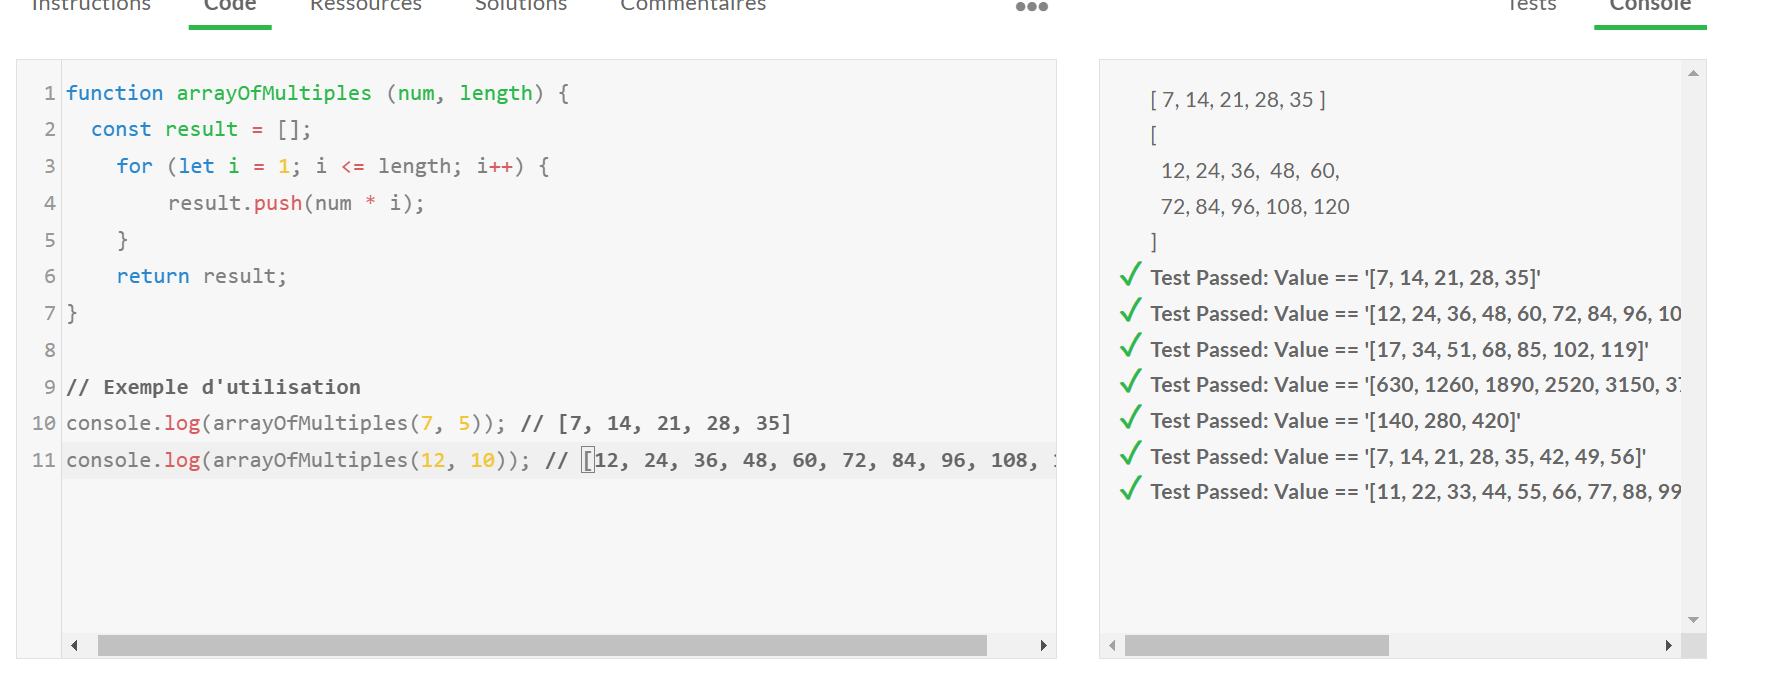 Instructions Code Ressources Solutions Commentaires Tests Console
1 function arrayOfMultiples (num, length) {
2 const result = [];
3 for (let i = 1; i <= length; i++) {
4 result.push(num * i);
5 }
6 return result;
7 }
8
9 // Exemple d'utilisation
10 console.log(arrayOfMultiples(7, 5)); // [7, 14, 21, 28, 35]
11 console.log(arrayOfMultiples(12, 10)); // [12, 24, 36, 48, 60, 72, 84, 96, 108,
[ 7, 14, 21, 28, 35 ]
[
12, 24, 36, 48, 60,
72, 84, 96, 108, 120
]
✓ Test Passed: Value == '[7, 14, 21, 28, 35]'
✓ Test Passed: Value == '[12, 24, 36, 48, 60, 72, 84, 96, 10
✓ Test Passed: Value == '[17, 34, 51, 68, 85, 102, 119]'
✓ Test Passed: Value == '[630, 1260, 1890, 2520, 3150,
✓ Test Passed: Value == '[140, 280, 420]'
✓ Test Passed: Value == '[7, 14, 21, 28, 35, 42, 49, 56]'
✓ Test Passed: Value == '[11, 22, 33, 44, 55, 66, 77, 88, 99